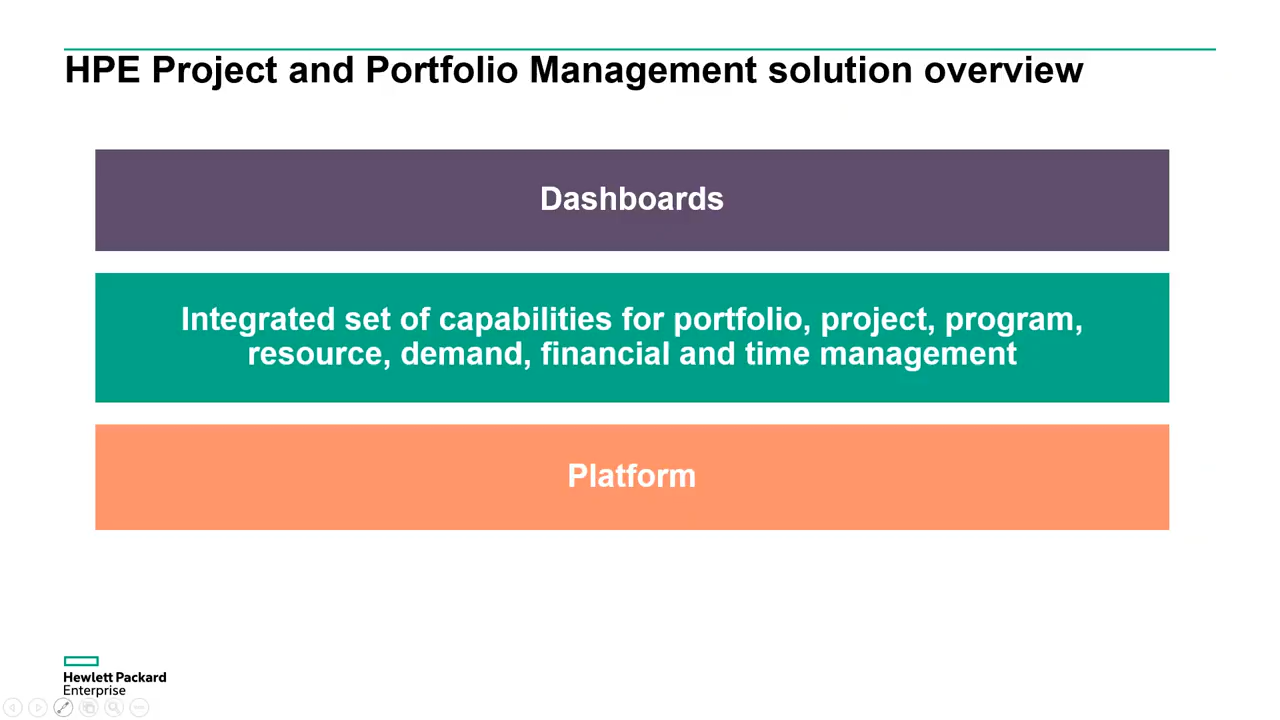 HPE Project and Portfolio Management solution overview
Dashboards
Integrated set of capabilities for portfolio, project, program,
resource, demand, financial and time management
Platform
Hewlett Packard
Enterprise